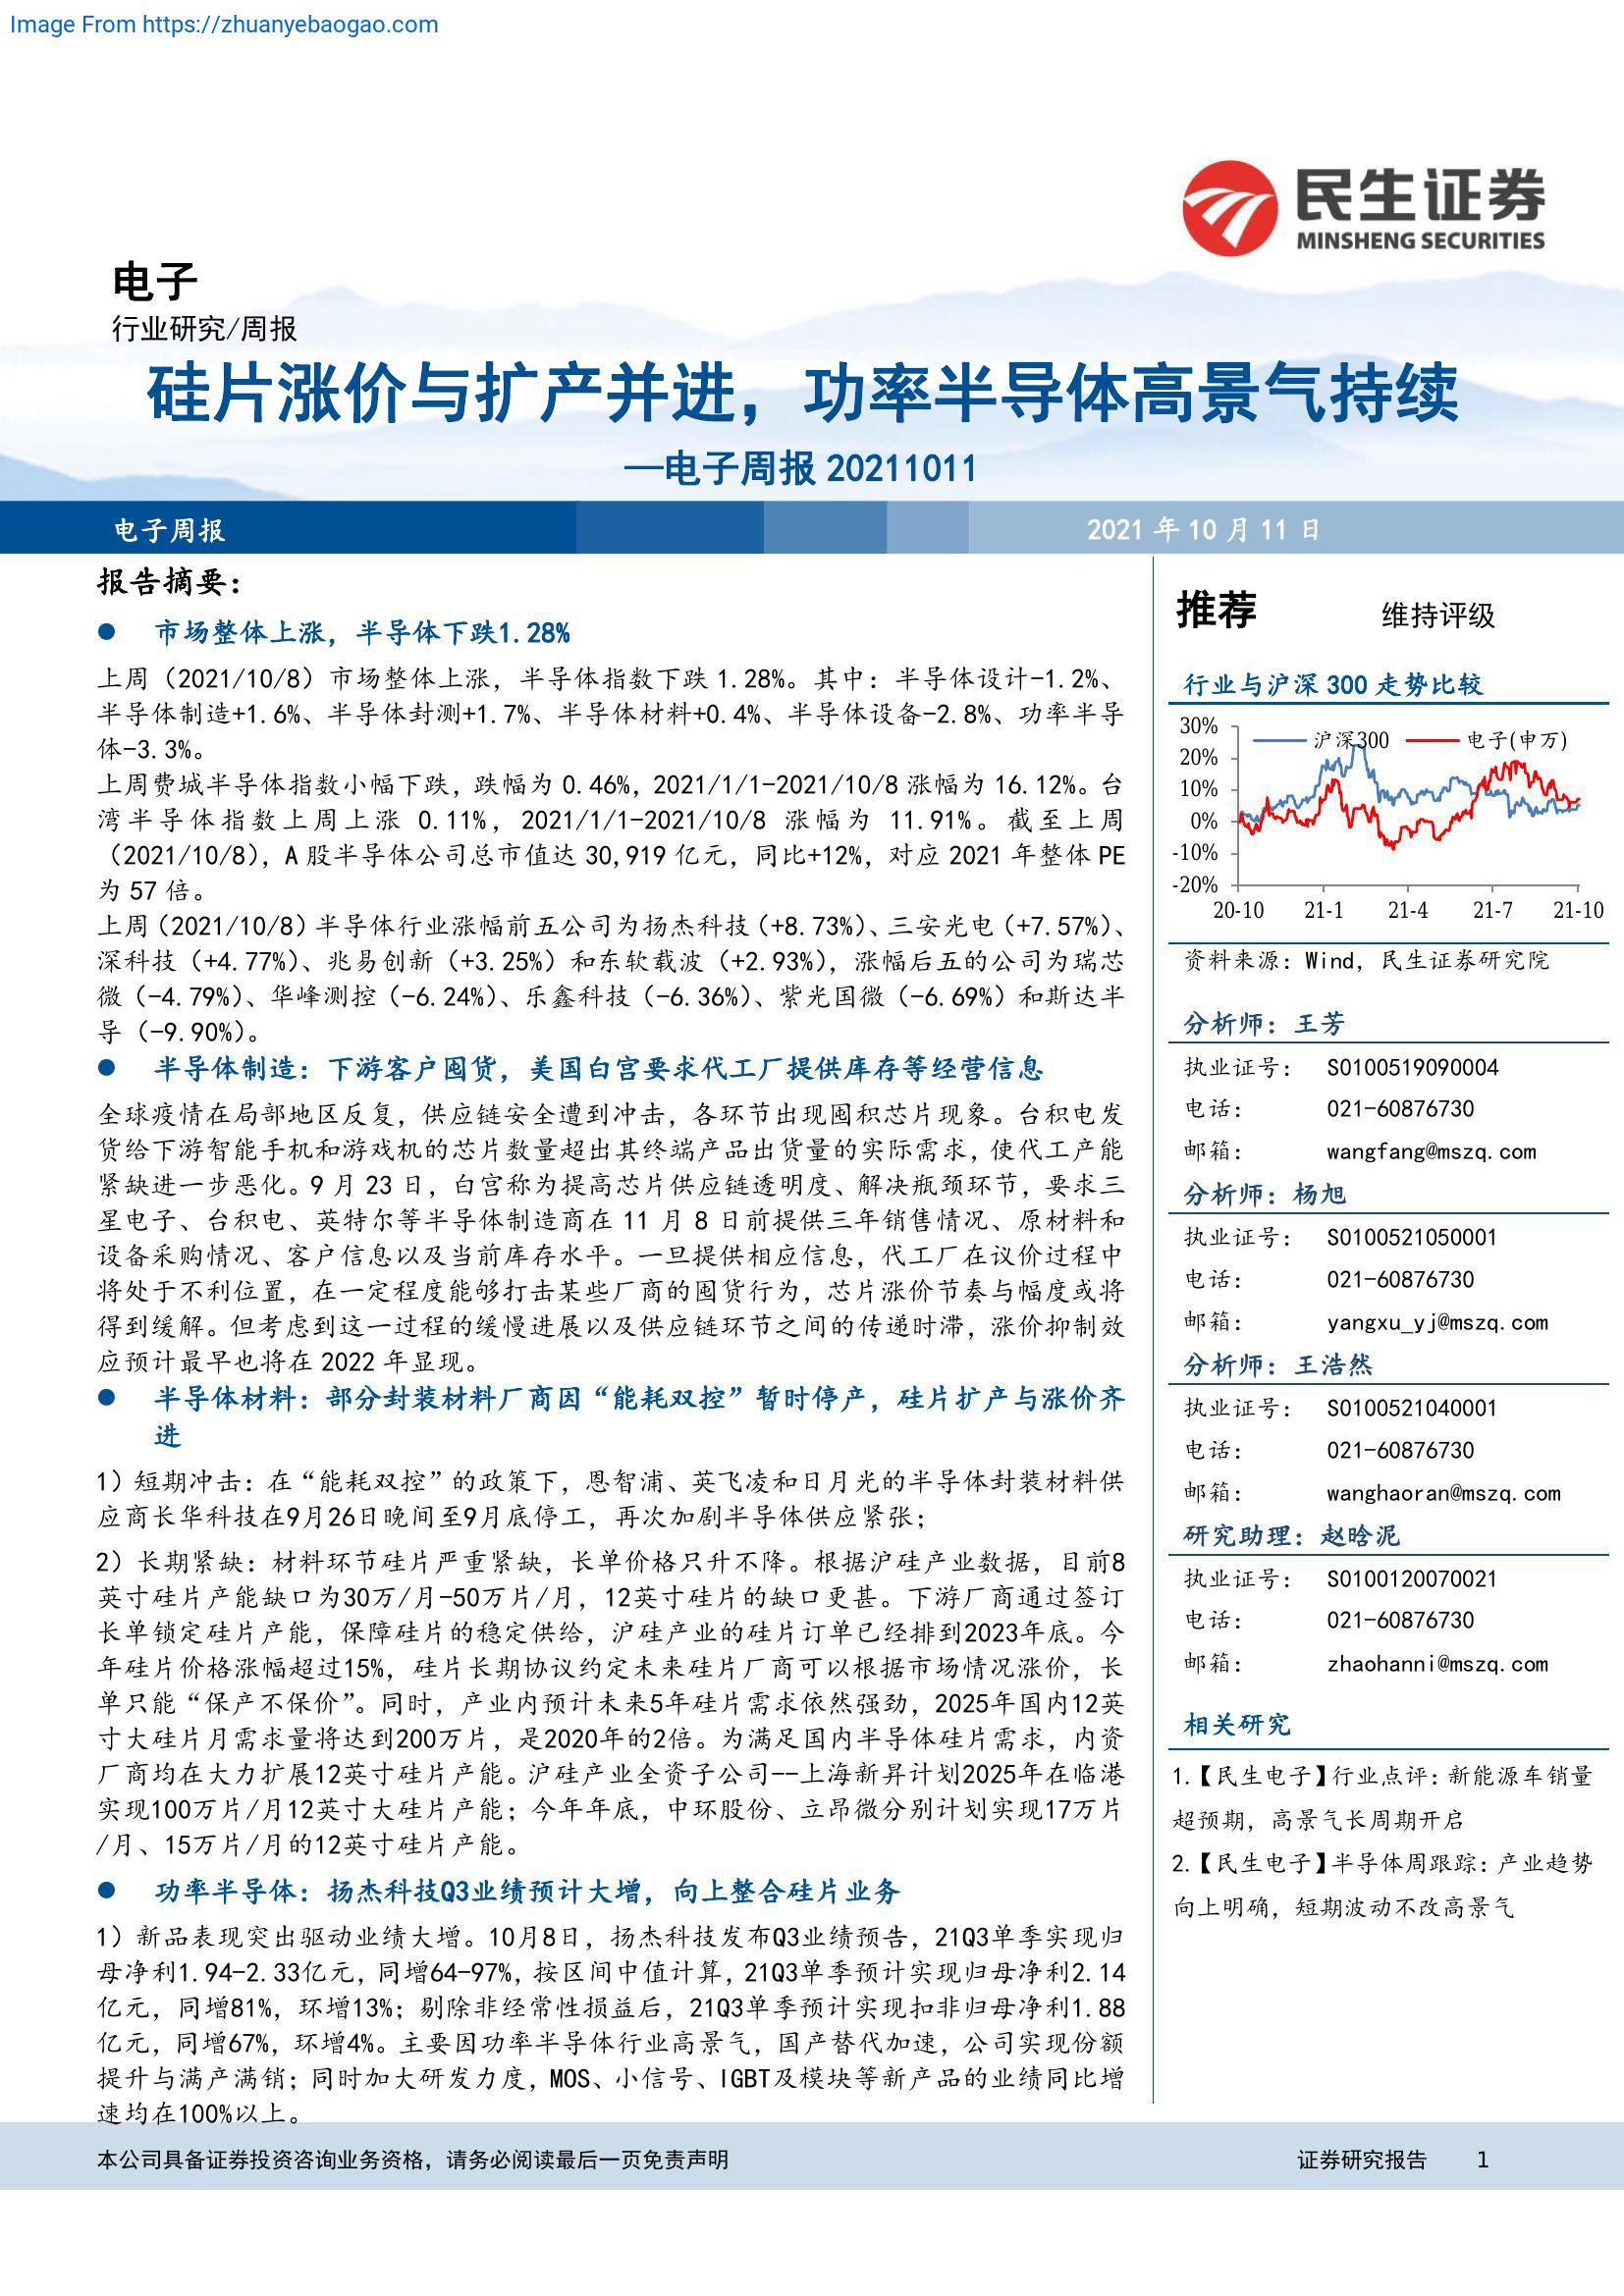 Image From https://zhuanyebaogao.com
民生证券
MINSHENG SECURITIES
电子
行业研究/周报
硅片涨价与扩产并进，功率半导体高景气持续
—电子周报 20211011
电子周报
2021 年 10 月 11 日
报告摘要：
● 市场整体上涨，半导体下跌1.28%
上周（2021/10/8）市场整体上涨，半导体指数下跌 1.28%。其中：半导体设计-1.2%、
半导体制造+1.6%、半导体封测+1.7%、半导体材料+0.4%、半导体设备-2.8%、功率半导
体-3.3%。
上周费城半导体指数小幅下跌，跌幅为 0.46%，2021/1/1-2021/10/8 涨幅为 16.12%。台
湾半导体指数上周上涨 0.11%，2021/1/1-2021/10/8 涨幅为 11.91%。截至上周
（2021/10/8），A 股半导体公司总市值达 30,919 亿元，同比+12%，对应 2021 年整体 PE
为 57 倍。
上周（2021/10/8）半导体行业涨幅前五公司为扬杰科技（+8.73%）、三安光电（+7.57%）、
深科技（+4.77%）、兆易创新（+3.25%）和东软载波（+2.93%），涨幅后五的公司为瑞芯
微（-4.79%）、华峰测控（-6.24%）、乐鑫科技（-6.36%）、紫光国微（-6.69%）和斯达半
导（-9.90%）。
● 半导体制造：下游客户囤货，美国白宫要求代工厂提供库存等经营信息
全球疫情在局部地区反复，供应链安全遭到冲击，各环节出现囤积芯片现象。台积电发
货给下游智能手机和游戏机的芯片数量超出其终端产品出货量的实际需求，使代工产能
紧缺进一步恶化。9 月 23 日，白宫称为提高芯片供应链透明度、解决瓶颈环节，要求三
星电子、台积电、英特尔等半导体制造商在 11 月 8 日前提供三年销售情况、原材料和
设备采购情况、客户信息以及当前库存水平。一旦提供相应信息，代工厂在议价过程中
将处于不利位置，在一定程度能够打击某些厂商的囤货行为，芯片涨价节奏与幅度或将
得到缓解。但考虑到这一过程的缓慢进展以及供应链环节之间的传递时滞，涨价抑制效
应预计最早也将在 2022 年显现。
● 半导体材料：部分封装材料厂商因“能耗双控”暂时停产，硅片扩产与涨价齐
进
1）短期冲击：在“能耗双控”的政策下，恩智浦、英飞凌和日月光的半导体封装材料供
应商长华科技在9月26日晚间至9月底停工，再次加剧半导体供应紧张；
2）长期紧缺：材料环节硅片严重紧缺，长单价格只升不降。根据沪硅产业数据，目前8
英寸硅片产能缺口为30万/月-50万片/月，12英寸硅片的缺口更甚。下游厂商通过签订
长单锁定硅片产能，保障硅片的稳定供给，沪硅产业的硅片订单已经排到2023年底。今
年硅片价格涨幅超过15%，硅片长期协议约定未来硅片厂商可以根据市场情况涨价，长
单只能“保产不保价”。同时，产业内预计未来5年硅片需求依然强劲，2025年国内12英
寸大硅片月需求量将达到200万片，是2020年的2倍。为满足国内半导体硅片需求，内资
厂商均在大力扩展12英寸硅片产能。沪硅产业全资子公司--上海新昇计划2025年在临港
实现100万片/月12英寸大硅片产能；今年年底，中环股份、立昂微分别计划实现17万片
/月、15万片/月的12英寸硅片产能。
● 功率半导体：扬杰科技Q3业绩预计大增，向上整合硅片业务
1）新品表现突出驱动业绩大增。10月8日，扬杰科技发布Q3业绩预告，21Q3单季实现归
母净利1.94-2.33亿元，同增64-97%，按区间中值计算，21Q3单季预计实现归母净利2.14
亿元，同增81%，环增13%；剔除非经常性损益后，21Q3单季预计实现扣非归母净利1.88
亿元，同增67%，环增4%。主要因功率半导体行业高景气，国产替代加速，公司实现份额
提升与满产满销；同时加大研发力度，MOS、小信号、IGBT及模块等新产品的业绩同比增
速均在100%以上。
推荐 维持评级
行业与沪深 300 走势比较
沪深300 电子(申万)
30%
20%
10%
0%
-10%
-20%
20-10 21-1 21-4 21-7 21-10
资料来源：Wind，民生证券研究院
分析师：王芳
执业证号： S0100519090004
电话： 021-60876730
邮箱： wangfang@mszq.com
分析师：杨旭
执业证号： S0100521050001
电话： 021-60876730
邮箱： yangxu_yj@mszq.com
分析师：王浩然
执业证号： S0100521040001
电话： 021-60876730
邮箱： wanghaoran@mszq.com
研究助理：赵晗泥
执业证号： S0100120070021
电话： 021-60876730
邮箱： zhaohanni@mszq.com
相关研究
1.【民生电子】行业点评：新能源车销量
超预期，高景气长周期开启
2.【民生电子】半导体周跟踪：产业趋势
向上明确，短期波动不改高景气
本公司具备证券投资咨询业务资格，请务必阅读最后一页免责声明
证券研究报告 1